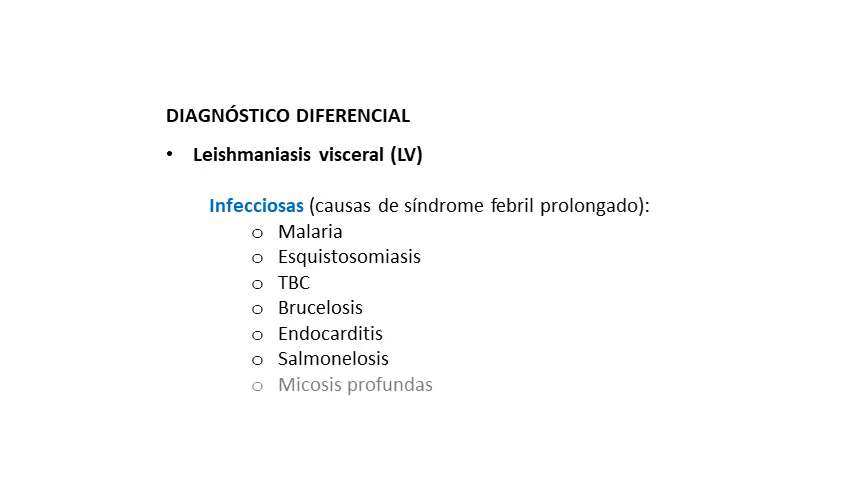 DIAGNÓSTICO DIFERENCIAL
• Leishmaniasis visceral (LV)
Infecciosas (causas de síndrome febril prolongado):
o Malaria
o Esquistosomiasis
o TBC
o Brucelosis
o Endocarditis
o Salmonelosis
o Micosis profundas